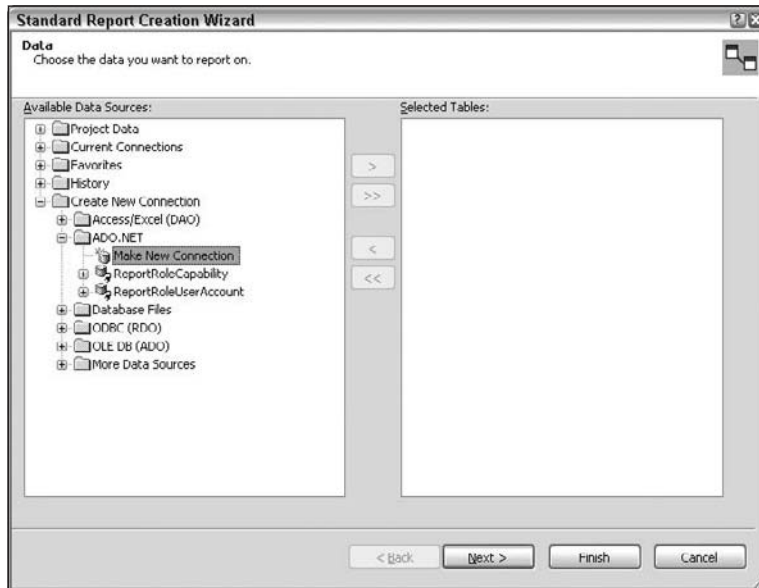 Standard Report Creation Wizard
Data
Choose the data you want to report on.
Available Data Sources:
Project Data
Current Connections
Favorites
History
Create New Connection
Access/Excel (DAO)
ADO.NET
Make New Connection
ReportRoleCapability
ReportRoleUserAccount
Database Files
ODBC (RDO)
OLE DB (ADO)
More Data Sources
>
>>
<
<<
Selected Tables:
< Back
Next >
Finish
Cancel